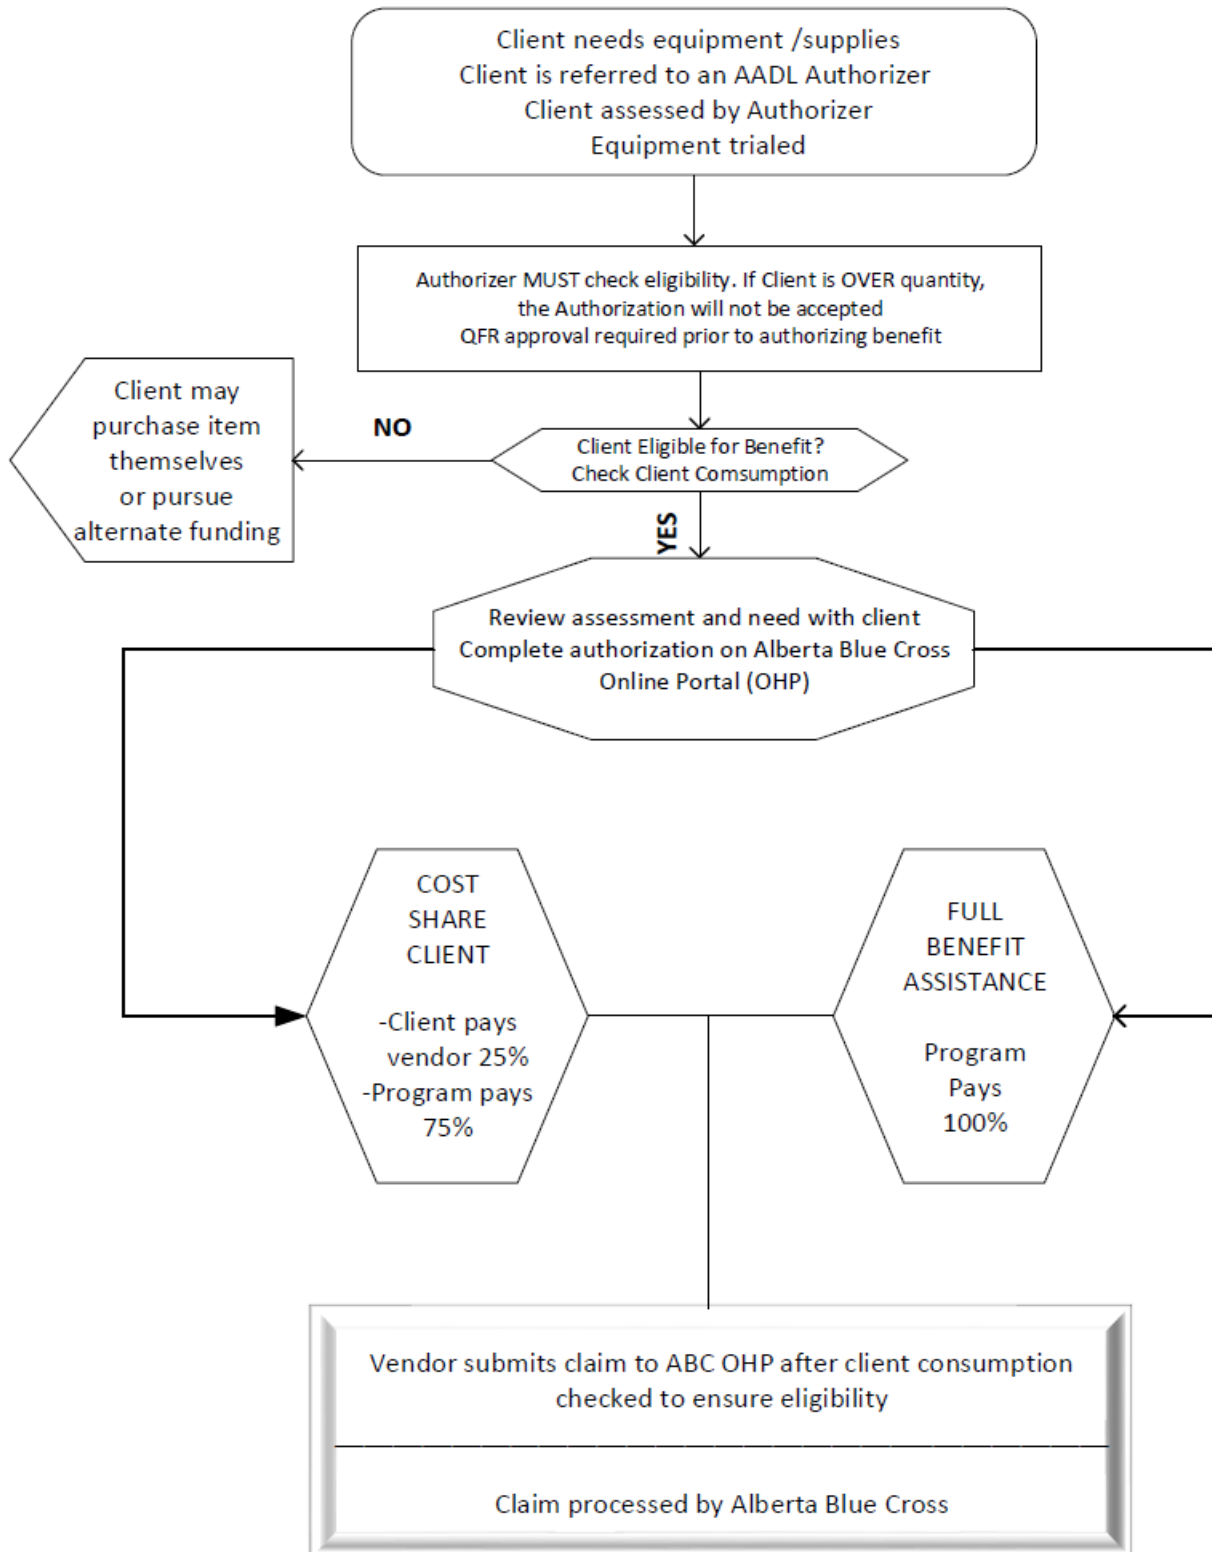 Client needs equipment /supplies
Client is referred to an AADL Authorizer
Client assessed by Authorizer
Equipment trialed
Authorizer MUST check eligibility. If Client is OVER quantity,
the Authorization will not be accepted
QFR approval required prior to authorizing benefit
Client may
purchase item
themselves
or pursue
alternate funding
NO
Client Eligible for Benefit?
Check Client Comsumption
YES
Review assessment and need with client
Complete authorization on Alberta Blue Cross
Online Portal (OHP)
COST
SHARE
CLIENT
-Client pays
vendor 25%
-Program pays
75%
FULL
BENEFIT
ASSISTANCE
Program
Pays
100%
Vendor submits claim to ABC OHP after client consumption
checked to ensure eligibility
Claim processed by Alberta Blue Cross